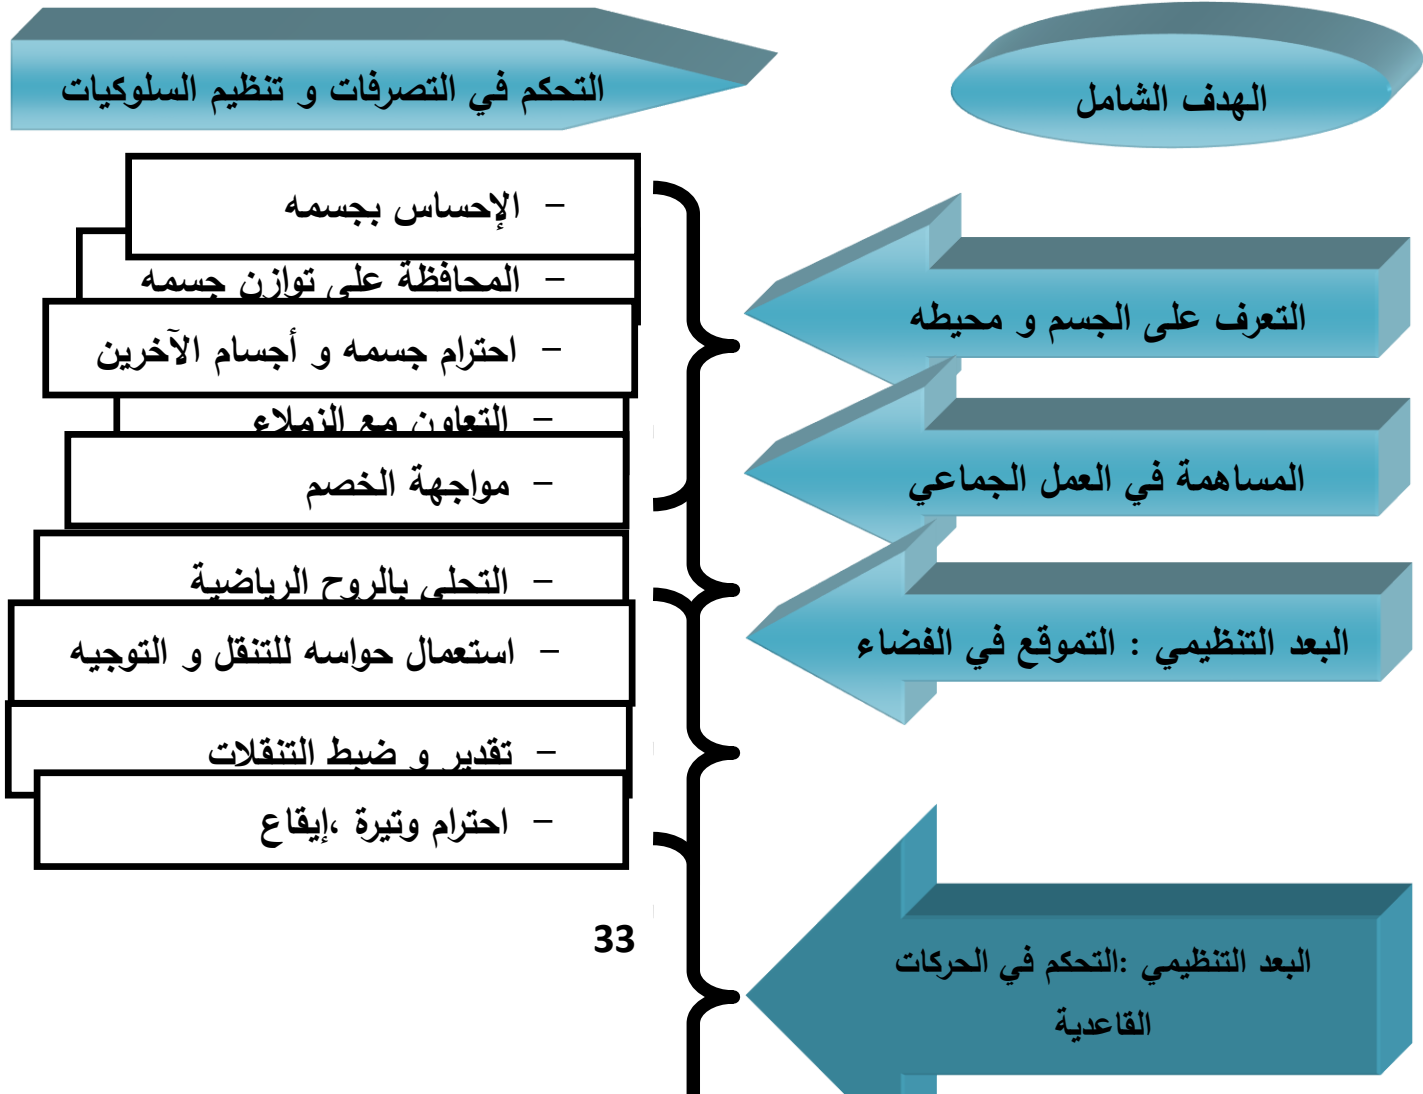 الهدف الشامل
التحكم في التصرفات و تنظيم السلوكيات
التعرف على الجسم و محيطه
المساهمة في العمل الجماعي
البعد التنظيمي : التموقع في الفضاء
البعد التنظيمي :التحكم في الحركات
القاعدية
- الإحساس بجسمه
- المحافظة على توازن جسمه
- احترام جسمه و أجسام الآخرين
- التعاون مع الزملاء
- مواجهة الخصم
- التحلي بالروح الرياضية
- استعمال حواسه للتنقل و التوجيه
- تقدير و ضبط التنقلات
- احترام وتيرة ،إيقاع
33